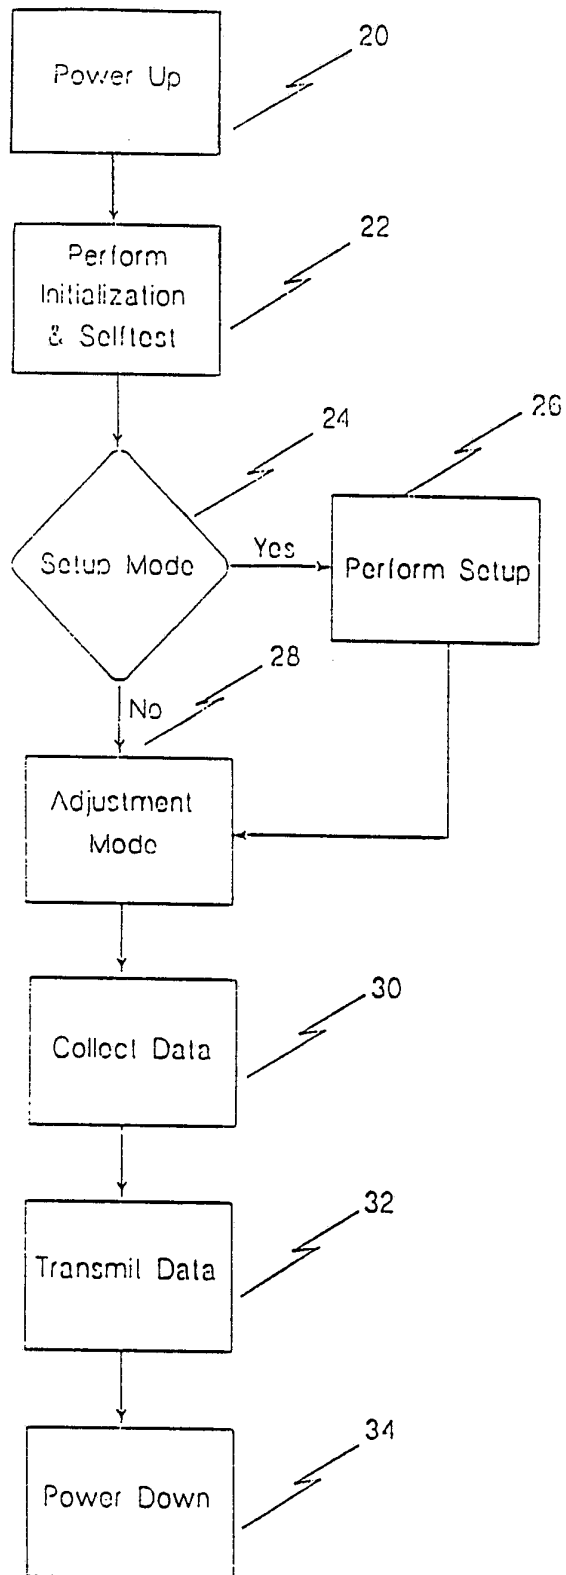 Power Up
20
Perform
Initialization
& Selftest
22
Setup Mode
24
Yes
Perform Setup
26
No
28
Adjustment
Mode
Collect Data
30
Transmit Data
32
Power Down
34